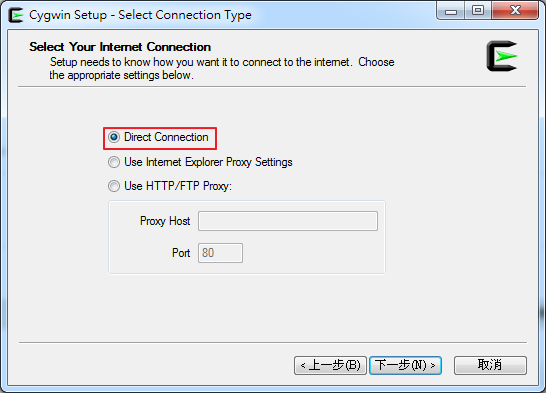 Cygwin Setup - Select Connection Type
Select Your Internet Connection
Setup needs to know how you want it to connect to the internet. Choose
the appropriate settings below.
Direct Connection
Use Internet Explorer Proxy Settings
Use HTTP/FTP Proxy:
Proxy Host
Port 80
< 上一步(B) 下一步(N) > 取消